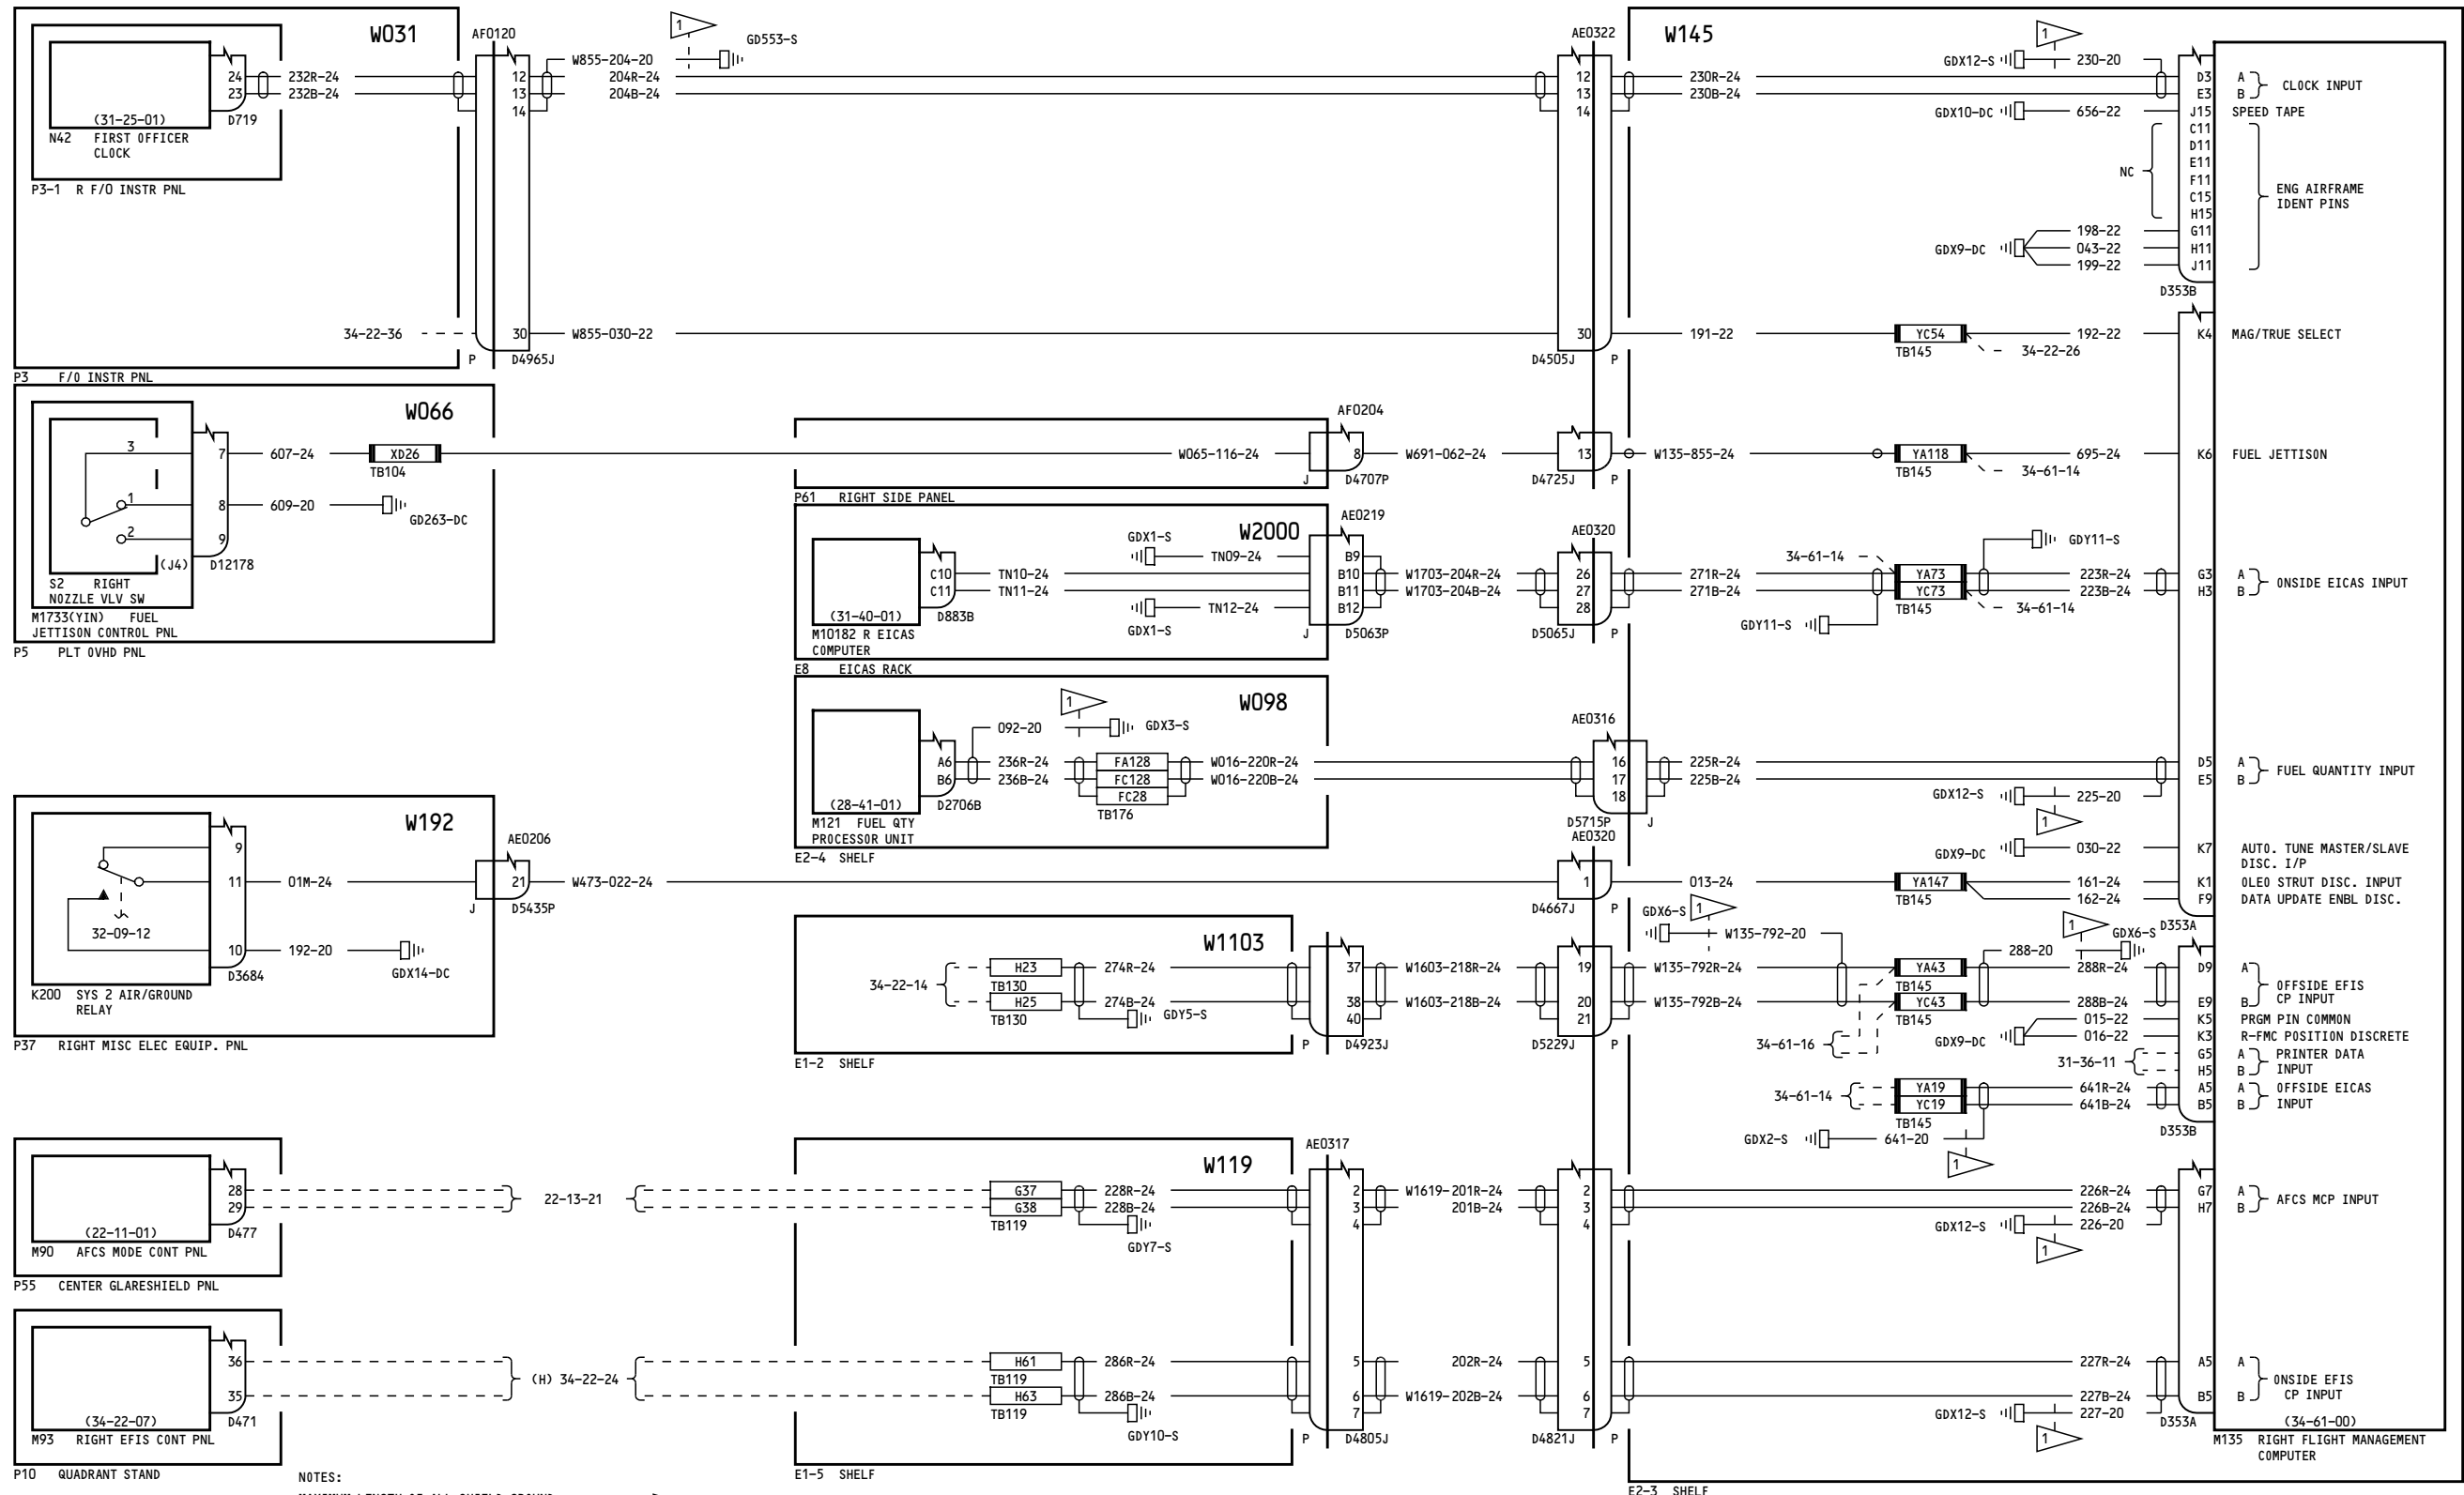 W031
1
AF0120
GD553-S
W855-204-20
24 232R-24 12 204R-24
23 232B-24 13 204B-24
14
(31-25-01) D719
N42 FIRST OFFICER
CLOCK
P3-1 R F/O INSTR PNL
34-22-36 30 W855-030-22
P D4965J
P3 F/O INSTR PNL
AE0322
W145
1
GDX12-S 230-20
12 230R-24 D3 A
13 230B-24 E3 B CLOCK INPUT
14 GDX10-DC 656-22 J15 SPEED TAPE
C11
D11
E11
NC F11
C15
H15
ENG AIRFRAME
IDENT PINS
198-22 G11
GDX9-DC 043-22 H11
199-22 J11
D353B
30 191-22 YC54 192-22 K4 MAG/TRUE SELECT
D4505J P TB145 34-22-26
W066
3 7 607-24 XD26
TB104
1 8 609-20 GD263-DC
2 9
(J4) D12178
S2 RIGHT
NOZZLE VLV SW
M1733(YIN) FUEL
JETTISON CONTROL PNL
P5 PLT OVHD PNL
AF0204
W065-116-24 8 W691-062-24 13 W135-855-24 YA118 695-24 K6 FUEL JETTISON
J D4707P D4725J P TB145 34-61-14
P61 RIGHT SIDE PANEL
W2000
AE0219
AE0320
GDX1-S TN09-24 B9
C10 TN10-24 B10 W1703-204R-24 26 271R-24
C11 TN11-24 B11 W1703-204B-24 27 271B-24
TN12-24 B12 28
GDX1-S
(31-40-01) D883B
J D5063P D5065J P
M10182 R EICAS
COMPUTER
E8 EICAS RACK
34-61-14 GDY11-S
YA73 223R-24 G3 A
YC73 223B-24 H3 B ONSIDE EICAS INPUT
TB145 34-61-14
GDY11-S
W098
1
092-20 GDX3-S
A6 236R-24 FA128 W016-220R-24
B6 236B-24 FC128 W016-220B-24
FC28
(28-41-01) D2706B TB176
M121 FUEL QTY
PROCESSOR UNIT
E2-4 SHELF
AE0316
16 225R-24 D5 A
17 225B-24 E5 B FUEL QUANTITY INPUT
18 GDX12-S 225-20
D5715P J
1
W192
AE0206
9
11 01M-24 21 W473-022-24
J D5435P
32-09-12
10 192-20 GDX14-DC
D3684
K200 SYS 2 AIR/GROUND
RELAY
P37 RIGHT MISC ELEC EQUIP. PNL
AE0320
GDX9-DC 030-22 K7 AUTO. TUNE MASTER/SLAVE
DISC. I/P
1 013-24 YA147 161-24 K1 OLEO STRUT DISC. INPUT
D4667J P TB145 162-24 F9 DATA UPDATE ENBL DISC.
D353A
W1103
34-22-14 H23 274R-24 37 W1603-218R-24 19
TB130
H25 274B-24 38 W1603-218B-24 20
TB130 GDY5-S 40 21
P D4923J D5229J P
E1-2 SHELF
GDX6-S 1
W135-792-20
1
288-20 GDX6-S
W135-792R-24 YA43 288R-24 D9 A
TB145
W135-792B-24 YC43 288B-24 E9 B
TB145
OFFSIDE EFIS
CP INPUT
015-22 K5 PRGM PIN COMMON
34-61-16 GDX9-DC 016-22 K3 R-FMC POSITION DISCRETE
31-36-11 G5 A PRINTER DATA
H5 B INPUT
34-61-14 YA19 641R-24 A5 A OFFSIDE EICAS
YC19 641B-24 B5 B INPUT
TB145 D353B
GDX2-S 641-20
1
28
29 22-13-21
(22-11-01) D477
M90 AFCS MODE CONT PNL
P55 CENTER GLARESHIELD PNL
W119
AE0317
G37 228R-24 2 W1619-201R-24 2 226R-24 G7 A
G38 228B-24 3 201B-24 3 226B-24 H7 B AFCS MCP INPUT
TB119 4 4 GDX12-S 226-20
GDY7-S
1
36
35 (H) 34-22-24
(34-22-07) D471
M93 RIGHT EFIS CONT PNL
P10 QUADRANT STAND
H61 286R-24 5 202R-24 5 227R-24 A5 A
TB119
H63 286B-24 6 W1619-202B-24 6 227B-24 B5 B
TB119 7 7 GDX12-S 227-20
GDY10-S
P D4805J D4821J P
ONSIDE EFIS
CP INPUT
D353A (34-61-00)
1
M135 RIGHT FLIGHT MANAGEMENT
COMPUTER
E1-5 SHELF
E2-3 SHELF
NOTES: